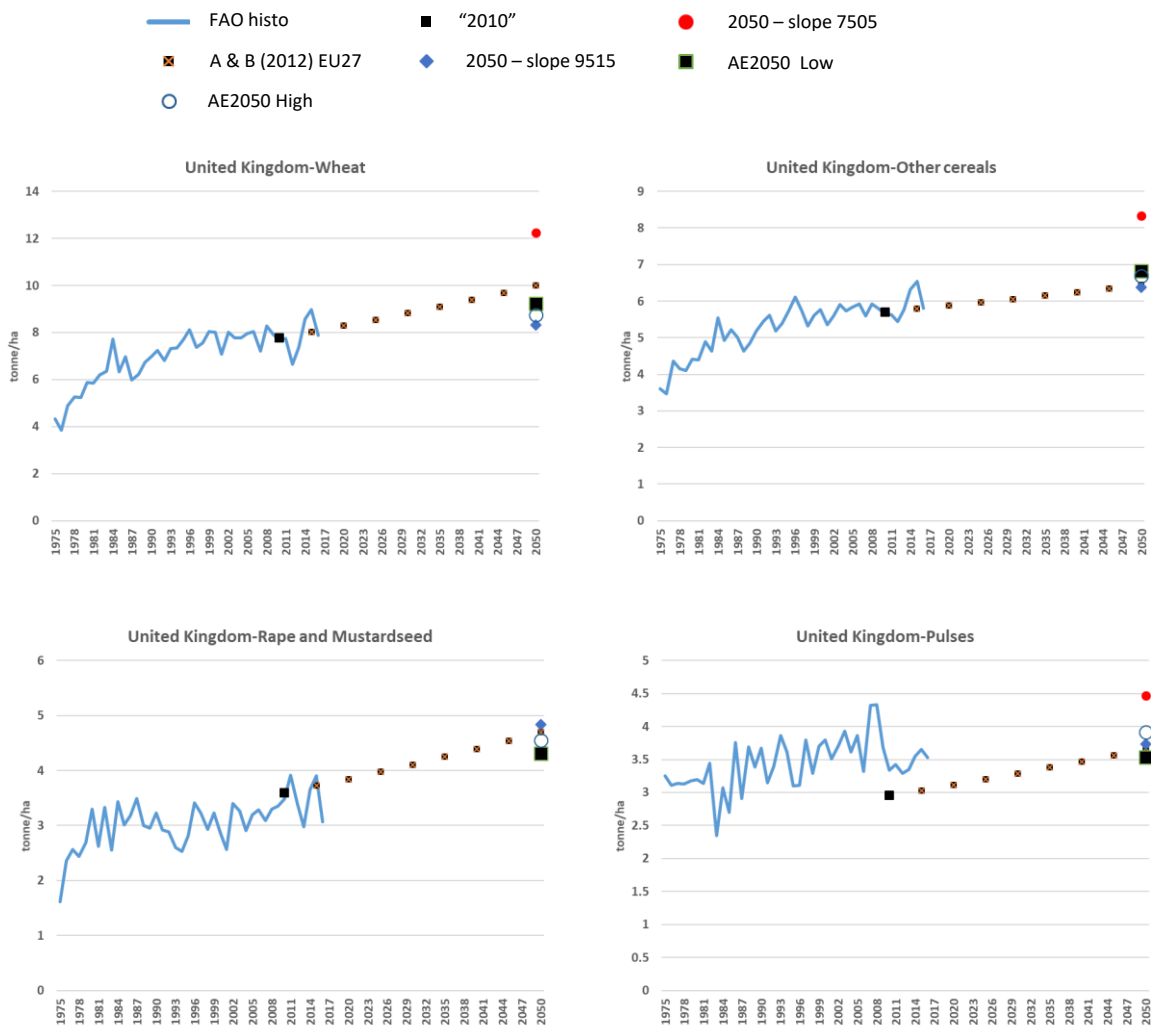 FAO histo “2010” 2050 – slope 7505
A & B (2012) EU27 2050 – slope 9515 AE2050 Low
AE2050 High
United Kingdom-Wheat
14
12
10
8
6
4
2
0
tonne/ha
1975 1978 1981 1984 1987 1990 1993 1996 1999 2002 2005 2008 2011 2014 2017 2020 2023 2026 2029 2032 2035 2038 2041 2044 2047 2050
United Kingdom-Other cereals
9
8
7
6
5
4
3
2
1
0
tonne/ha
1975 1978 1981 1984 1987 1990 1993 1996 1999 2002 2005 2008 2011 2014 2017 2020 2023 2026 2029 2032 2035 2038 2041 2044 2047 2050
United Kingdom-Rape and Mustardseed
6
5
4
3
2
1
0
tonne/ha
1975 1978 1981 1984 1987 1990 1993 1996 1999 2002 2005 2008 2011 2014 2017 2020 2023 2026 2029 2032 2035 2038 2041 2044 2047 2050
United Kingdom-Pulses
5
4.5
4
3.5
3
2.5
2
1.5
1
0.5
0
tonne/ha
1975 1978 1981 1984 1987 1990 1993 1996 1999 2002 2005 2008 2011 2014 2017 2020 2023 2026 2029 2032 2035 2038 2041 2044 2047 2050